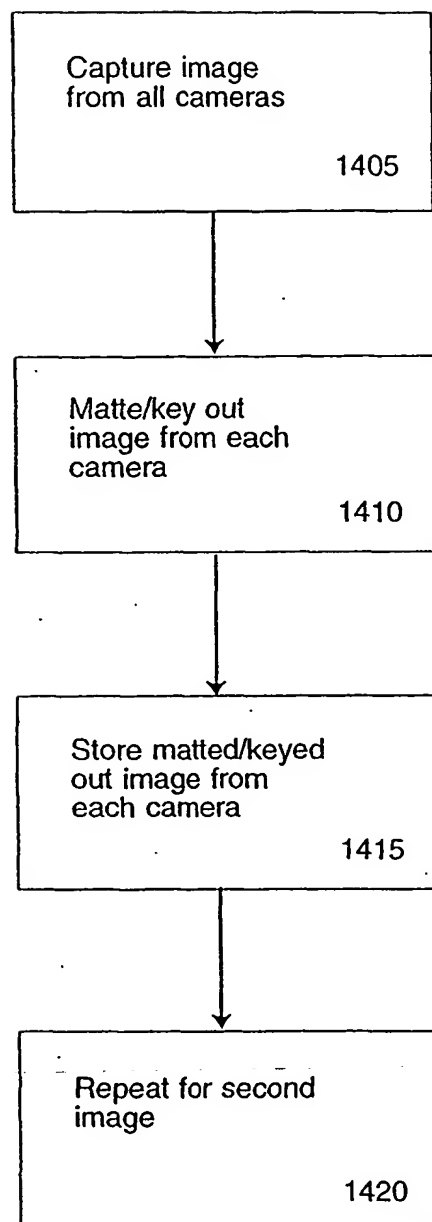 Capture image
from all cameras
1405
Matte/key out
image from each
camera
1410
Store matted/keyed
out image from
each camera
1415
Repeat for second
image
1420